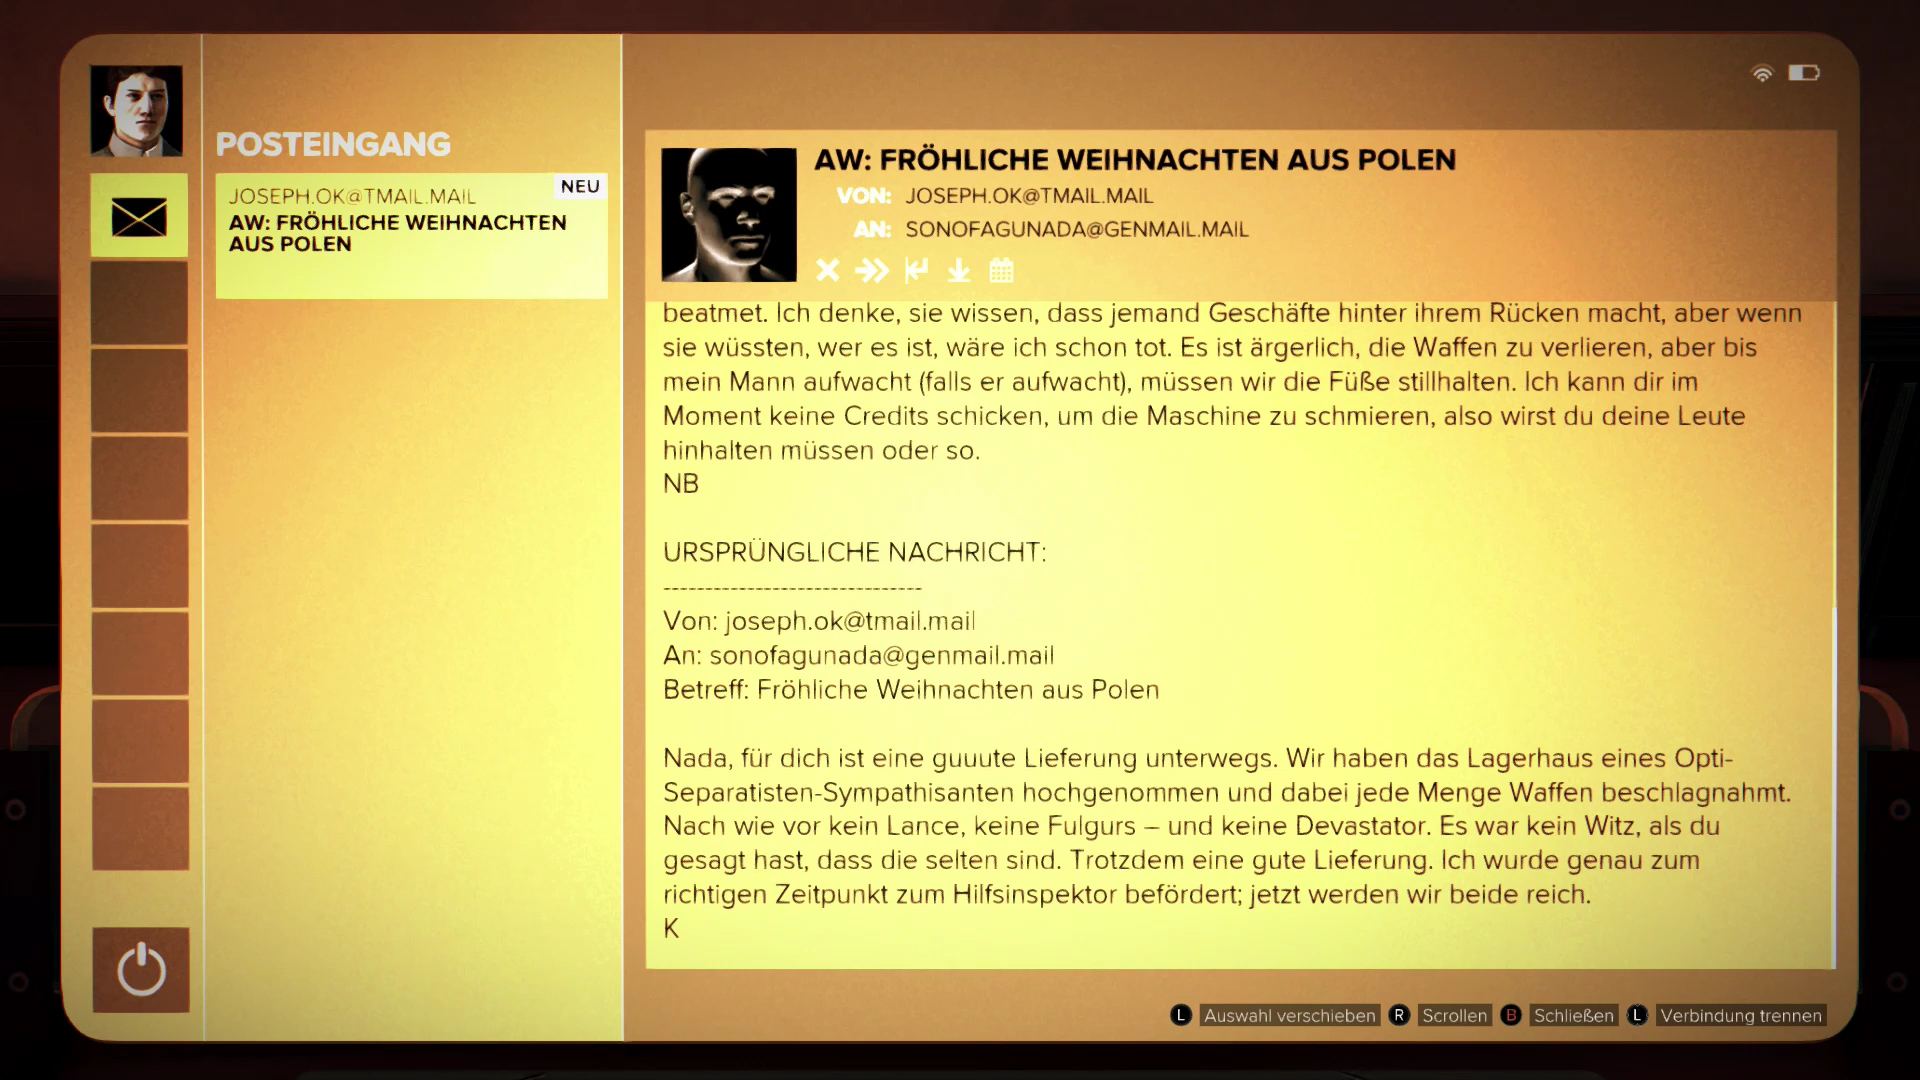 POSTEINGANG
NEU
JOSEPH.OK@TMAIL.MAIL
AW: FRÖHLICHE WEIHNACHTEN
AUS POLEN
AW: FRÖHLICHE WEIHNACHTEN AUS POLEN
VON: JOSEPH.OK@TMAIL.MAIL
AN: SONOFAGUNADA@GENMAIL.MAIL
beatmet. Ich denke, sie wissen, dass jemand Geschäfte hinter ihrem Rücken macht, aber wenn
sie wüssten, wer es ist, wäre ich schon tot. Es ist ärgerlich, die Waffen zu verlieren, aber bis
mein Mann aufwacht (falls er aufwacht), müssen wir die Füße stillhalten. Ich kann dir im
Moment keine Credits schicken, um die Maschine zu schmieren, also wirst du deine Leute
hinhalten müssen oder so.
NB
URSPRÜNGLICHE NACHRICHT:
-------------------------------
Von: joseph.ok@tmail.mail
An: sonofagunada@genmail.mail
Betreff: Fröhliche Weihnachten aus Polen
Nada, für dich ist eine guuute Lieferung unterwegs. Wir haben das Lagerhaus eines Opti-
Separatisten-Sympathisanten hochgenommen und dabei jede Menge Waffen beschlagnahmt.
Nach wie vor kein Lance, keine Fulgurs – und keine Devastator. Es war kein Witz, als du
gesagt hast, dass die selten sind. Trotzdem eine gute Lieferung. Ich wurde genau zum
richtigen Zeitpunkt zum Hilfsinspektor befördert; jetzt werden wir beide reich.
K
L Auswahl verschieben R Scrollen B Schließen L Verbindung trennen